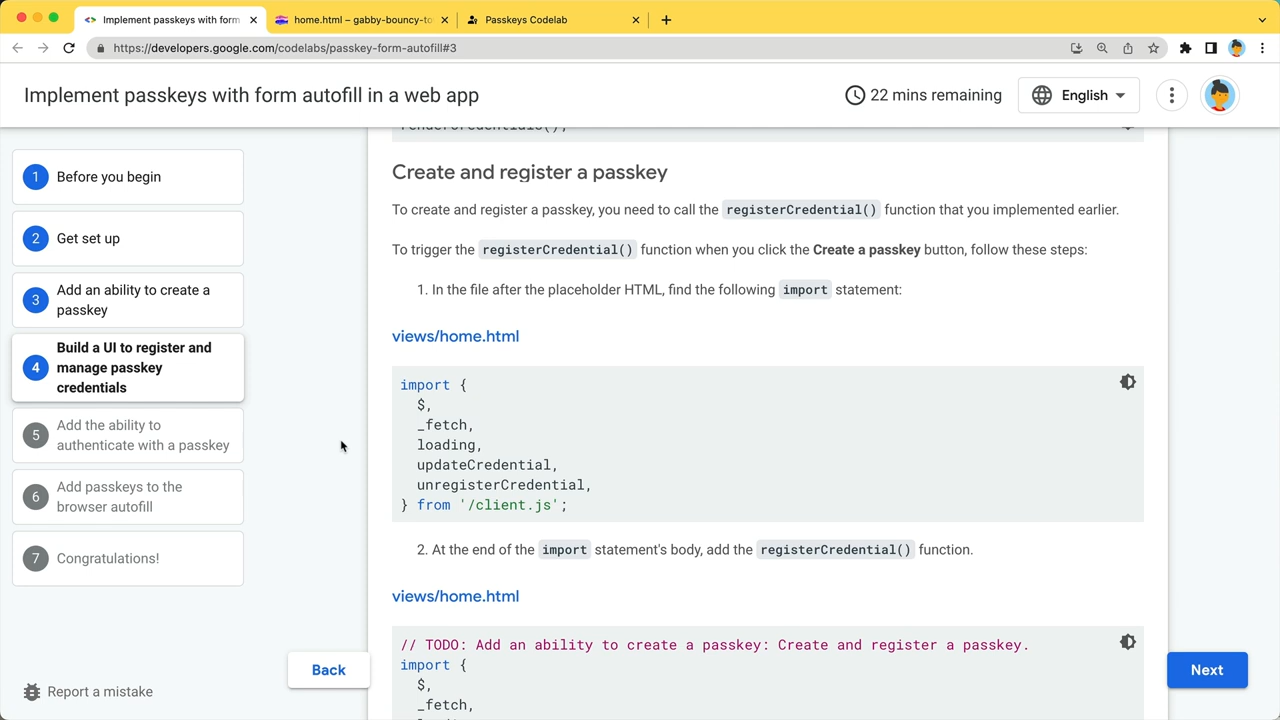 Implement passkeys with form
home.html – gabby-bouncy-to
Passkeys Codelab
https://developers.google.com/codelabs/passkey-form-autofill#3
Implement passkeys with form autofill in a web app
22 mins remaining
English
1 Before you begin
2 Get set up
3 Add an ability to create a
passkey
4 Build a UI to register and
manage passkey
credentials
5 Add the ability to
authenticate with a passkey
6 Add passkeys to the
browser autofill
7 Congratulations!
Report a mistake
Create and register a passkey
To create and register a passkey, you need to call the registerCredential() function that you implemented earlier.
To trigger the registerCredential() function when you click the Create a passkey button, follow these steps:
1. In the file after the placeholder HTML, find the following import statement:
views/home.html
import {
$,
_fetch,
loading,
updateCredential,
unregisterCredential,
} from '/client.js';
2. At the end of the import statement's body, add the registerCredential() function.
views/home.html
// TODO: Add an ability to create a passkey: Create and register a passkey.
import {
$,
_fetch,
Back
Next